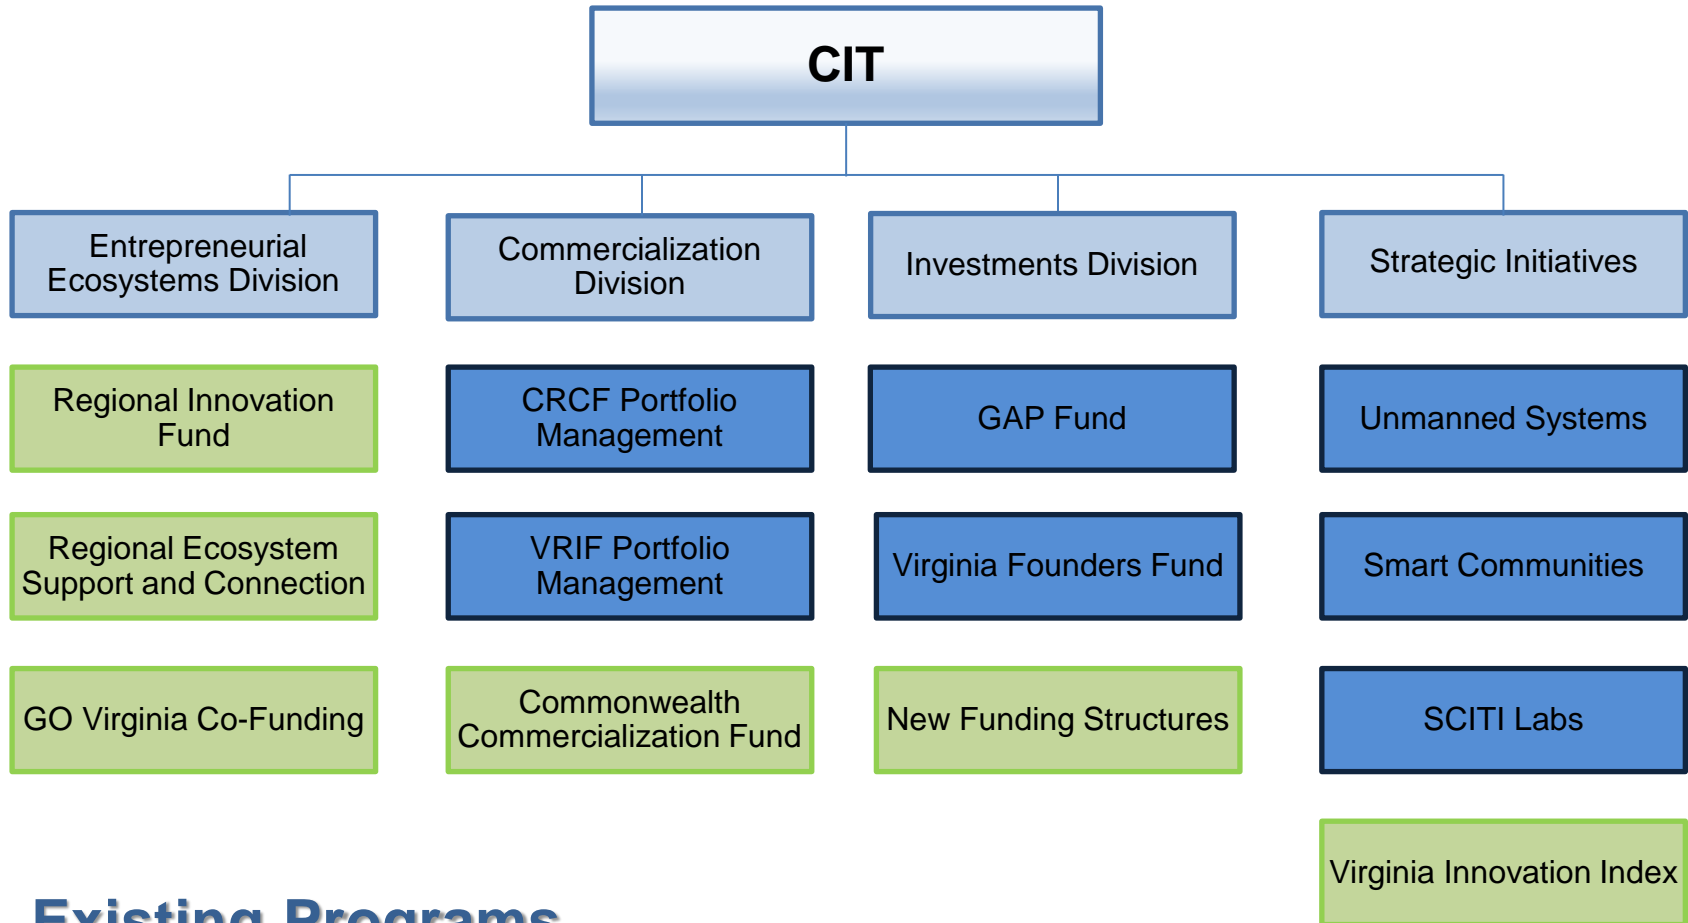 CIT
Entrepreneurial
Ecosystems Division
Commercialization
Division
Investments Division
Strategic Initiatives
Regional Innovation
Fund
CRCF Portfolio
Management
GAP Fund
Unmanned Systems
Regional Ecosystem
Support and Connection
VRIF Portfolio
Management
Virginia Founders Fund
Smart Communities
GO Virginia Co-Funding
Commonwealth
Commercialization Fund
New Funding Structures
SCITI Labs
Virginia Innovation Index
Existing Programs